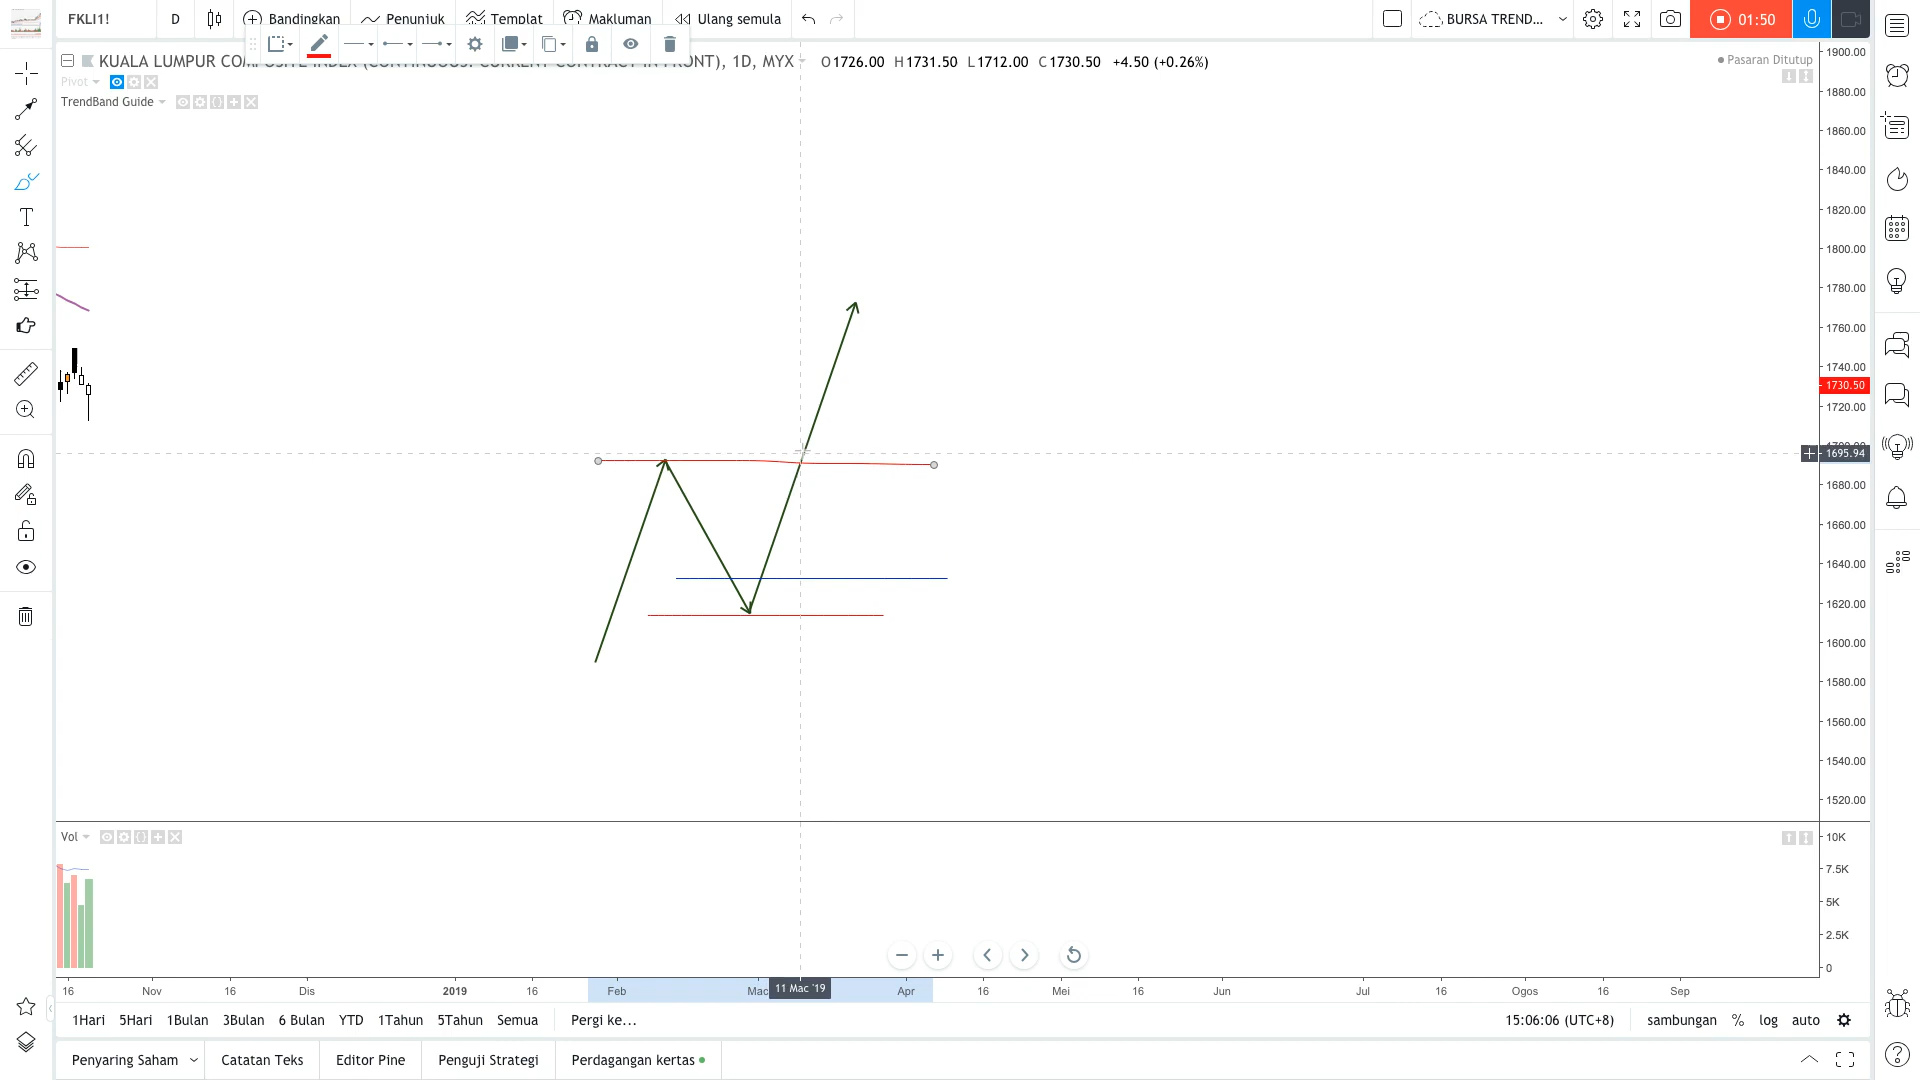 FKLI1! D Bandingkan Penunjuk Templat Makluman Ulang semula BURSA TREND... 01:50
KUALA LUMPUR COMPOSITE INDEX (CONTINUOUS: CURRENT CONTRACT IN FRONT), 1D, MYX O1726.00 H1731.50 L1712.00 C1730.50 +4.50 (+0.26%)
Pasaran Ditutup
Pivot
TrendBand Guide
1900.00
1880.00
1860.00
1840.00
1820.00
1800.00
1780.00
1760.00
1740.00
1730.50
1720.00
1695.94
1680.00
1660.00
1640.00
1620.00
1600.00
1580.00
1560.00
1540.00
1520.00
Vol
10K
7.5K
5K
2.5K
0
16 Nov 16 Dis 2019 16 Feb Mac 11 Mac '19 Apr 16 Mei 16 Jun Jul 16 Ogos 16 Sep
1Hari 5Hari 1Bulan 3Bulan 6 Bulan YTD 1Tahun 5Tahun Semua Pergi ke... 15:06:06 (UTC+8) sambungan % log auto
Penyaring Saham Catatan Teks Editor Pine Penguji Strategi Perdagangan kertas